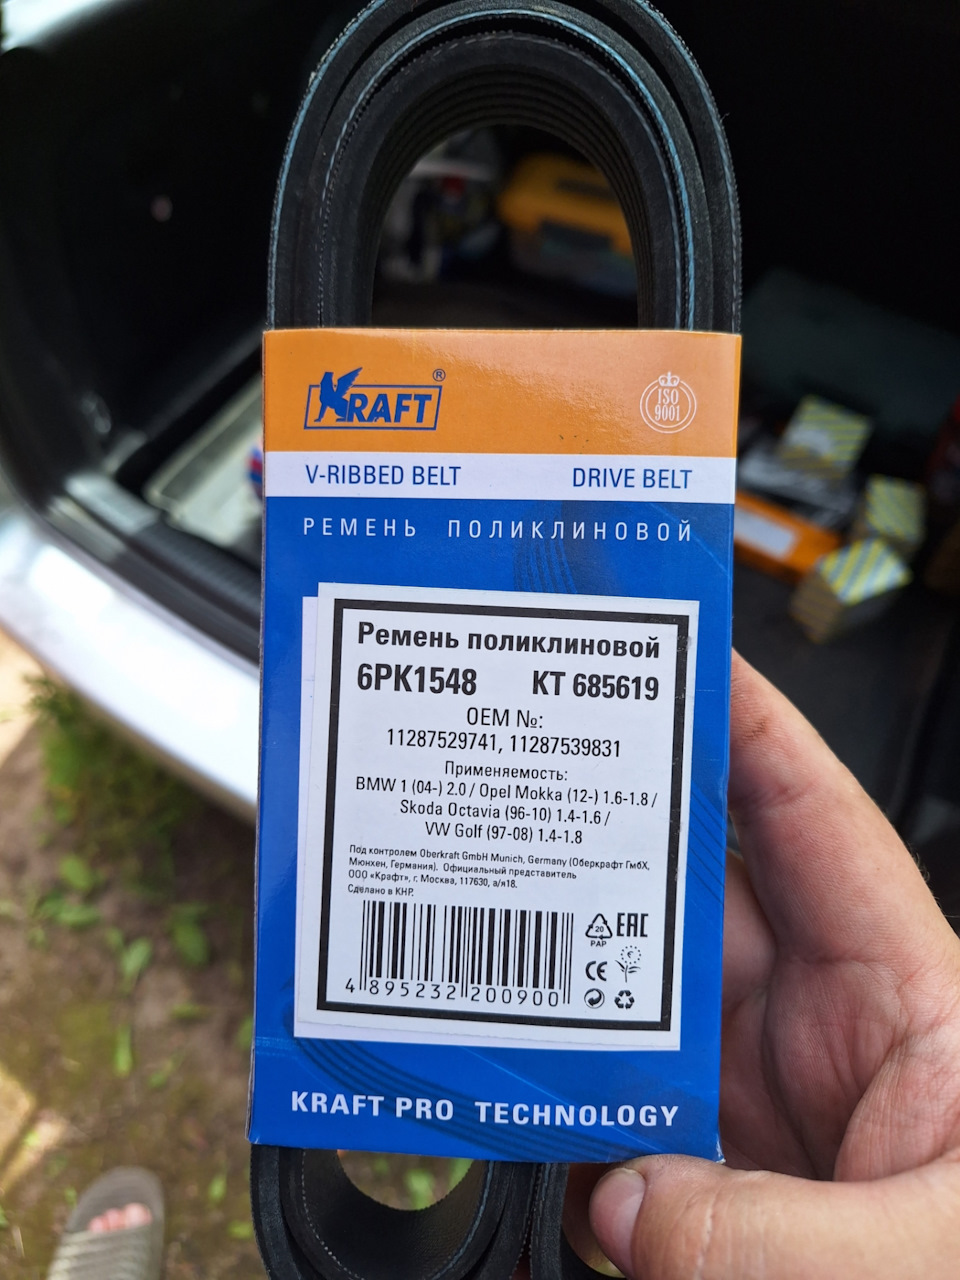 KRAFT®
ISO
9001
V-RIBBED BELT DRIVE BELT
РЕМЕНЬ ПОЛИКЛИНОВОЙ
Ремень поликлиновой
6PK1548 KT 685619
OEM №:
11287529741, 11287539831
Применяемость:
BMW 1 (04-) 2.0 / Opel Mokka (12-) 1.6-1.8 /
Skoda Octavia (96-10) 1.4-1.6 /
VW Golf (97-08) 1.4-1.8
Под контролем Oberkraft GmbH Munich, Germany (Оберкрафт ГмбХ,
Мюнхен, Германия). Официальный представитель
ООО «Крафт», г. Москва, 117630, а/я18.
Сделано в КНР.
20
PAP
EAC
CE
4 895232 200900
KRAFT PRO TECHNOLOGY